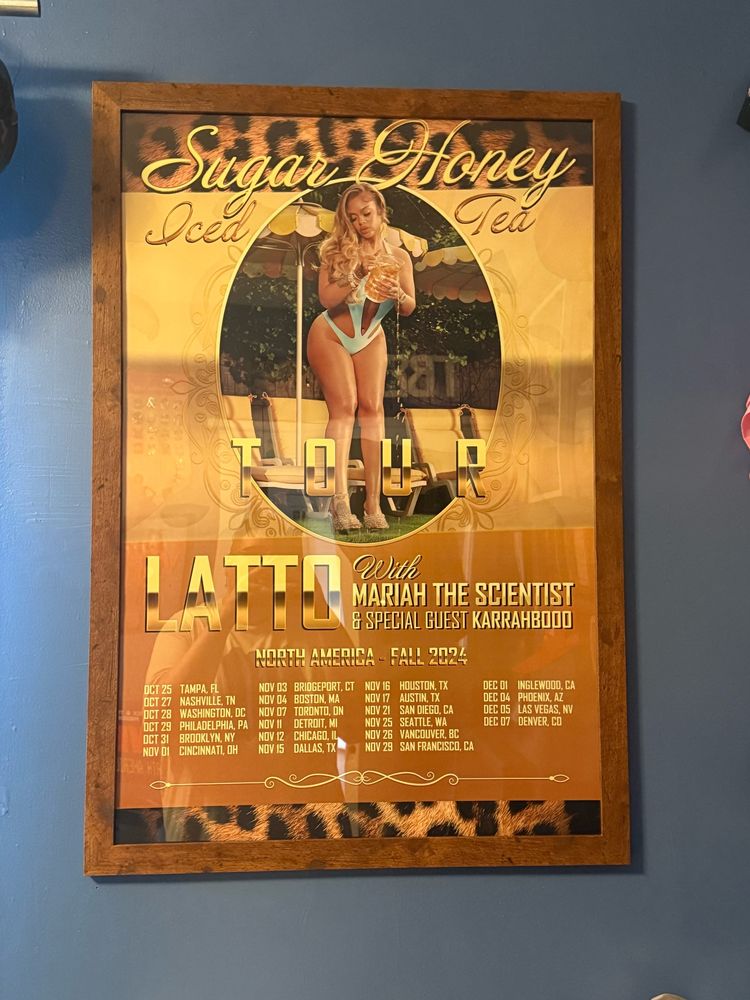 Sugar Honey
Iced Tea
TOUR
LATTO With
MARIAH THE SCIENTIST
& SPECIAL GUEST KARRAHBOOO
NORTH AMERICA - FALL 2024
OCT 25 TAMPA, FL
OCT 27 NASHVILLE, TN
OCT 28 WASHINGTON, DC
OCT 29 PHILADELPHIA, PA
OCT 31 BROOKLYN, NY
NOV 01 CINCINNATI, OH
NOV 03 BRIDGEPORT, CT
NOV 04 BOSTON, MA
NOV 07 TORONTO, ON
NOV 11 DETROIT, MI
NOV 12 CHICAGO, IL
NOV 15 DALLAS, TX
NOV 16 HOUSTON, TX
NOV 17 AUSTIN, TX
NOV 21 SAN DIEGO, CA
NOV 25 SEATTLE, WA
NOV 26 VANCOUVER, BC
NOV 29 SAN FRANCISCO, CA
DEC 01 INGLEWOOD, CA
DEC 04 PHOENIX, AZ
DEC 05 LAS VEGAS, NV
DEC 07 DENVER, CO